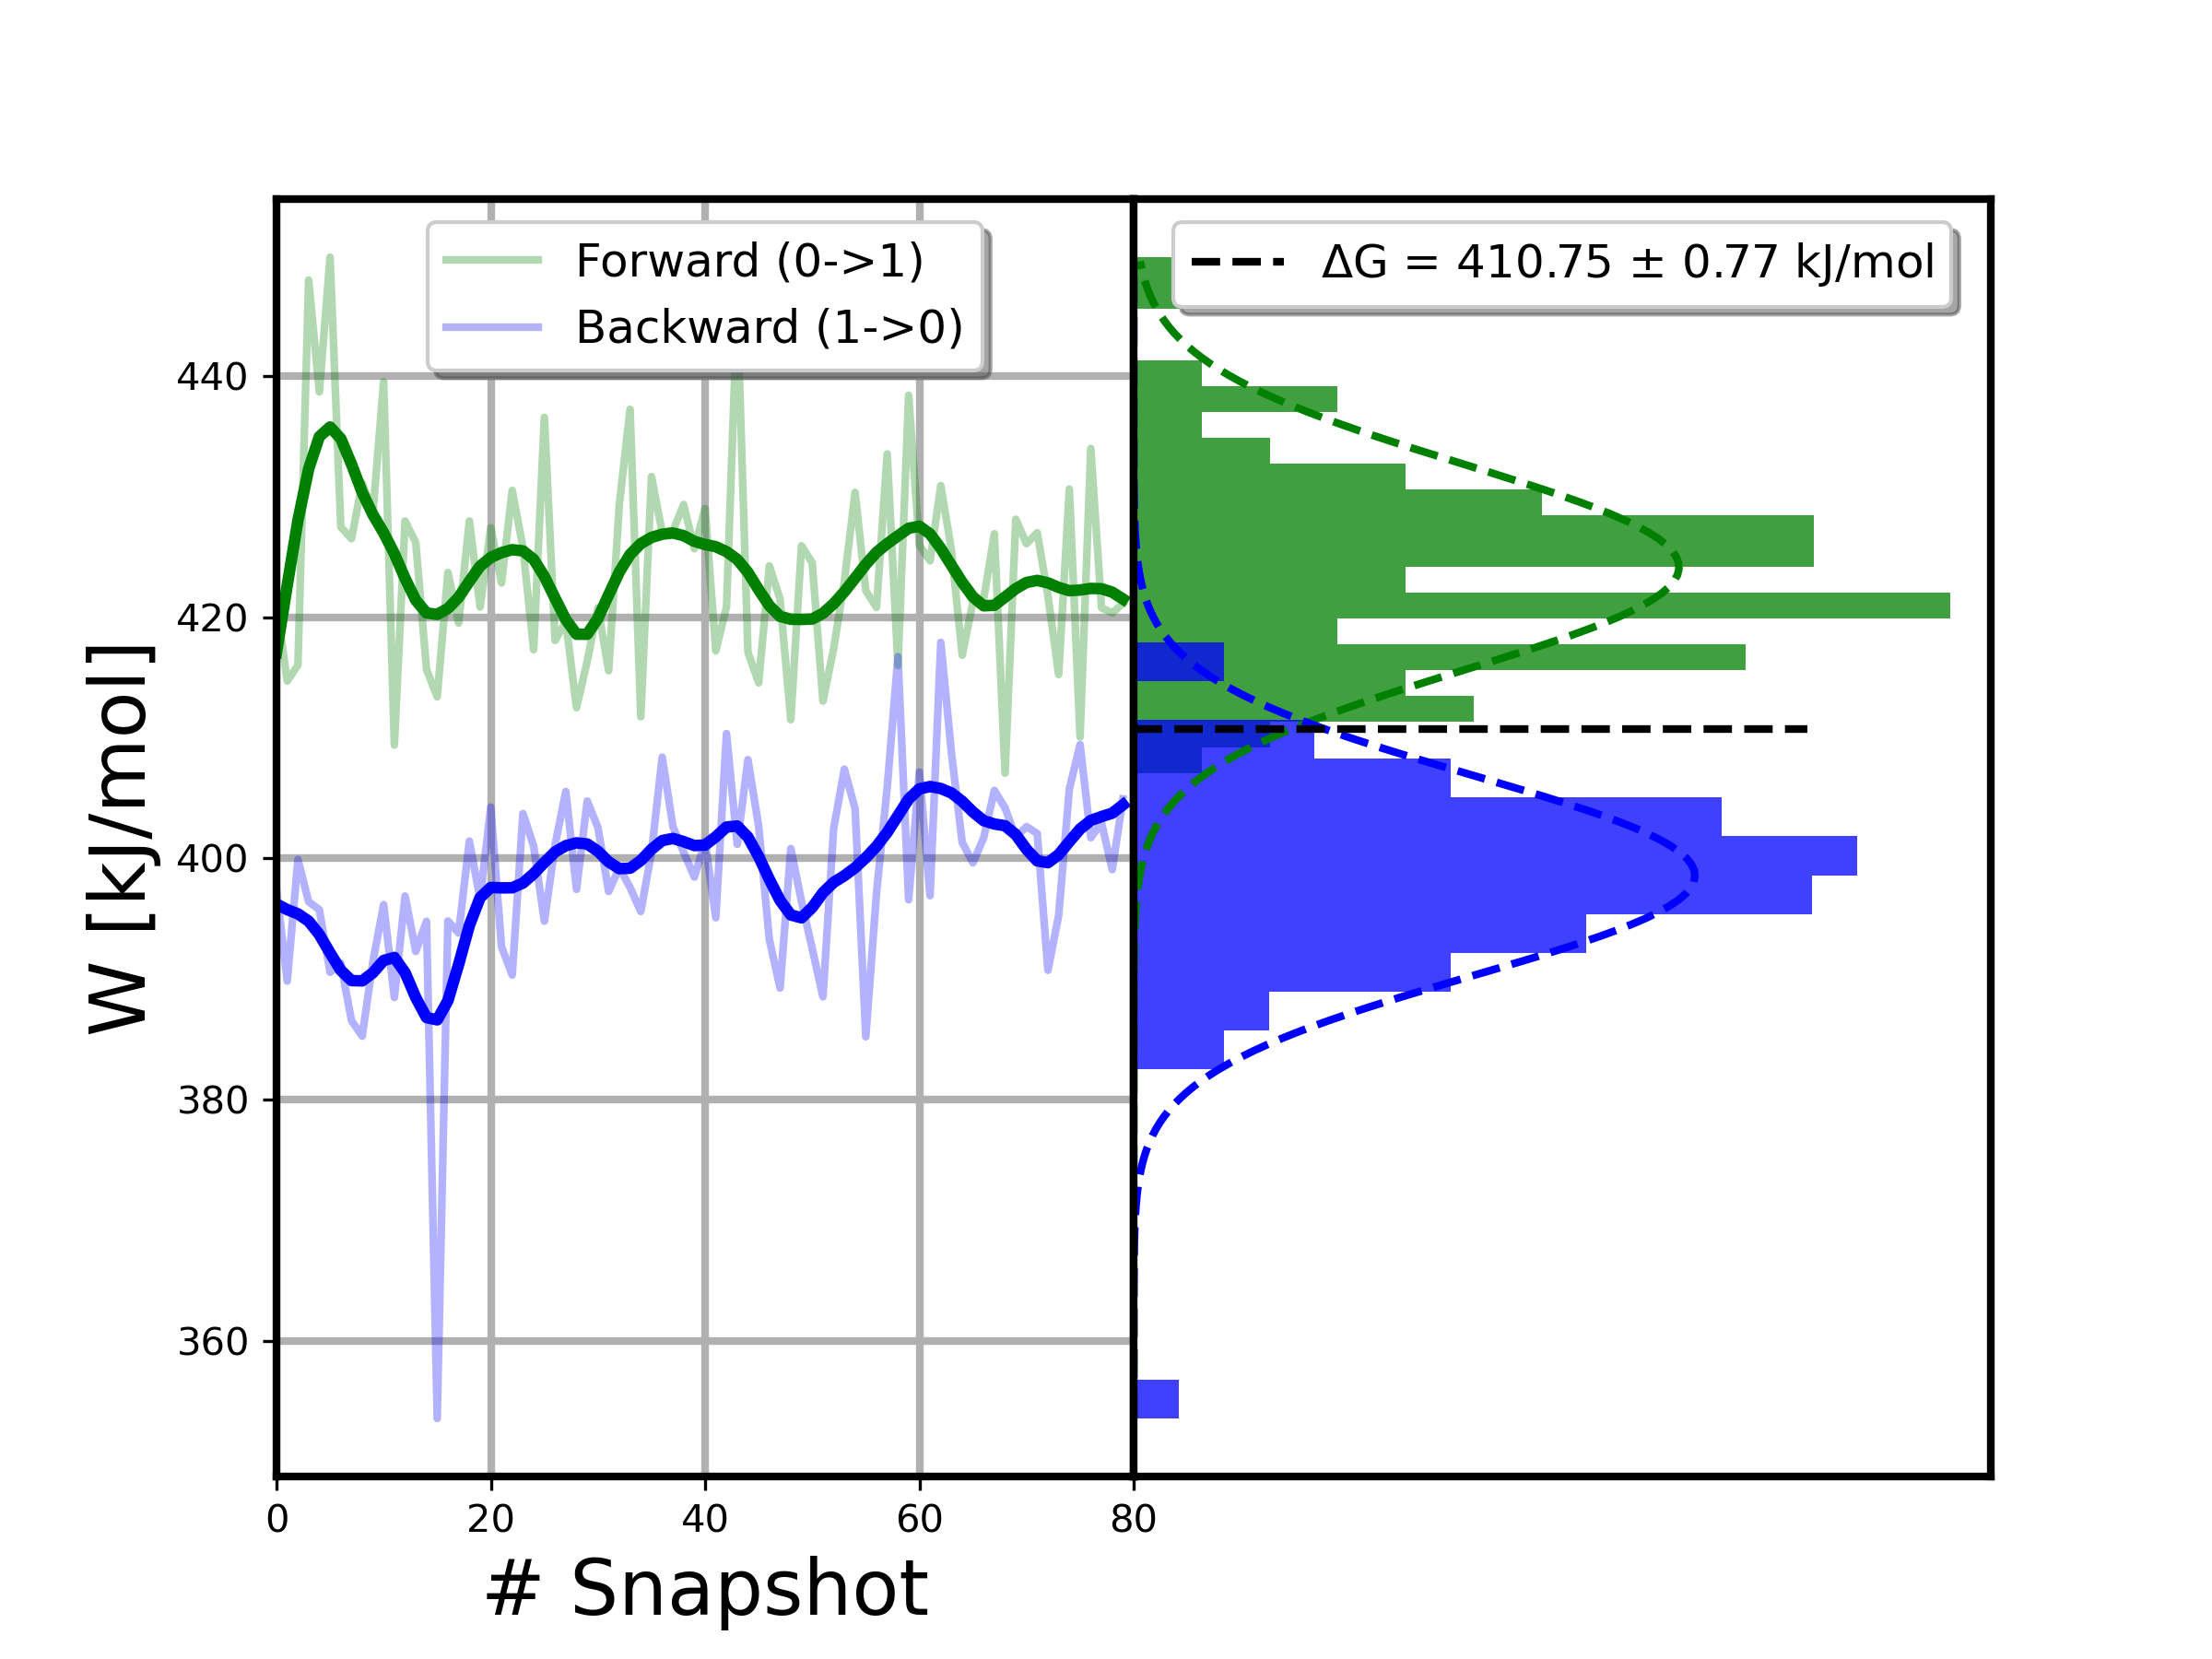 Forward (0->1)
Backward (1->0)
ΔG = 410.75 ± 0.77 kJ/mol
W [kJ/mol]
440
420
400
380
360
0 20 40 60 80
# Snapshot